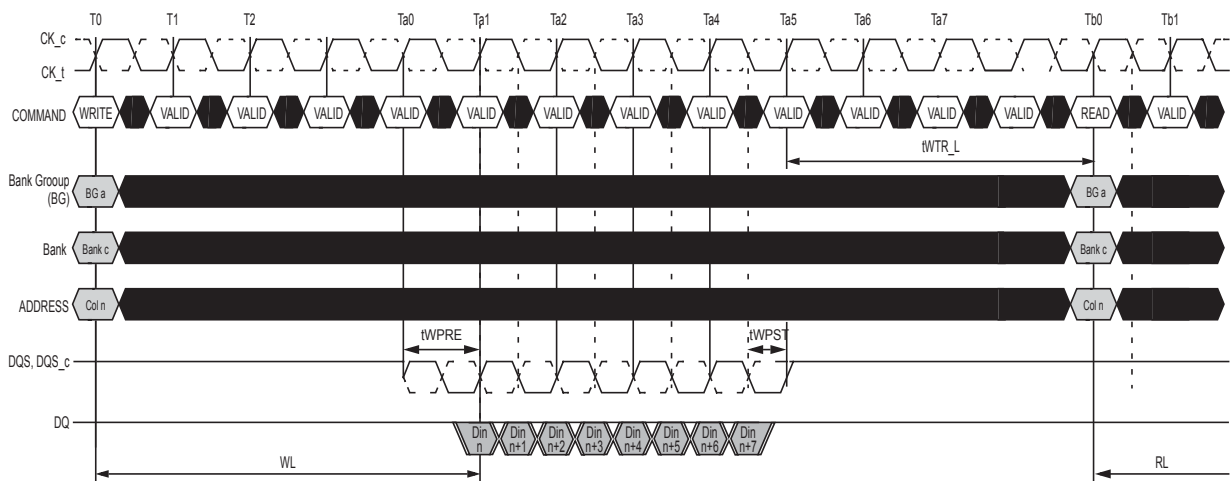 T0 T1 T2 Ta0 Ta1 Ta2 Ta3 Ta4 Ta5 Ta6 Ta7 Tb0 Tb1
CK_c
CK_t
COMMAND WRITE VALID VALID VALID VALID VALID VALID VALID VALID VALID VALID VALID VALID READ VALID
tWTR_L
Bank Grooup
(BG) BG a BG a
Bank Bank c Bank c
ADDRESS Col n Col n
tWPRE tWPST
DQS, DQS_c
DQ
Din Din Din Din Din Din Din Din
n n+1 n+2 n+3 n+4 n+5 n+6 n+7
WL RL